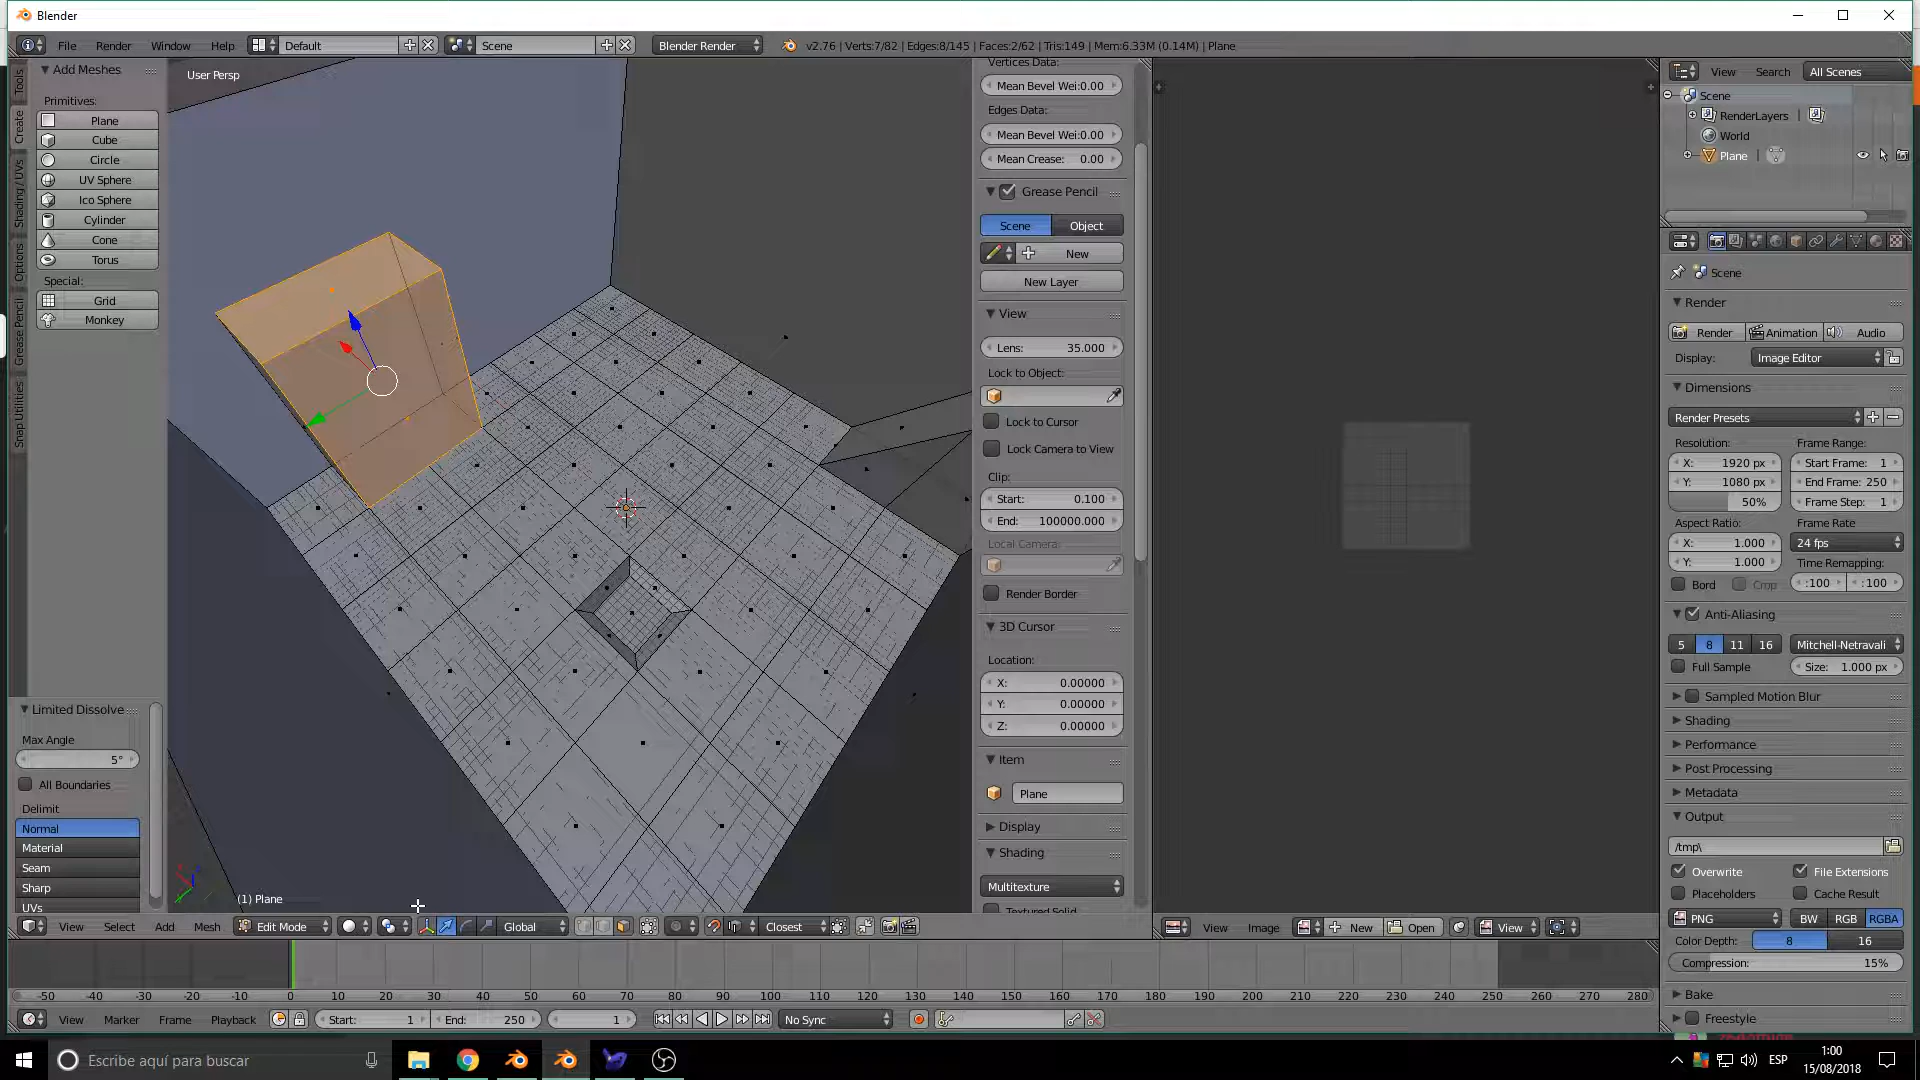 Blender
File Render Window Help Default Scene Blender Render v2.76 | Verts:7/82 | Edges:8/145 | Faces:2/62 | Tris:149 | Mem:6.33M (0.14M) | Plane
Add Meshes
Primitives:
Plane
Cube
Circle
UV Sphere
Ico Sphere
Cylinder
Cone
Torus
Special:
Grid
Monkey
Tools
Create
Shading / UVs
Options
Grease Pencil
Snap Utilities
Limited Dissolve
Max Angle
5°
All Boundaries
Delimit
Normal
Material
Seam
Sharp
UVs
User Persp
(1) Plane
View Select Add Mesh Edit Mode Global Closest
Vertices Data:
Mean Bevel Wei:0.00
Edges Data:
Mean Bevel Wei:0.00
Mean Crease: 0.00
Grease Pencil
Scene Object
New
New Layer
View
Lens: 35.000
Lock to Object:
Lock to Cursor
Lock Camera to View
Clip:
Start: 0.100
End: 100000.000
Local Camera:
Render Border
3D Cursor
Location:
X: 0.00000
Y: 0.00000
Z: 0.00000
Item
Plane
Display
Shading
Multitexture
Textured Solid
View Image New Open View
View Search All Scenes
Scene
RenderLayers
World
Plane
Scene
Render
Render Animation Audio
Display: Image Editor
Dimensions
Render Presets
Resolution: Frame Range:
X: 1920 px Start Frame: 1
Y: 1080 px End Frame: 250
50% Frame Step: 1
Aspect Ratio: Frame Rate
X: 1.000 24 fps
Y: 1.000 Time Remapping:
Bord Crop :100 :100
Anti-Aliasing
5 8 11 16 Mitchell-Netravali
Full Sample Size: 1.000 px
Sampled Motion Blur
Shading
Performance
Post Processing
Metadata
Output
/tmp\
Overwrite File Extensions
Placeholders Cache Result
PNG BW RGB RGBA
Color Depth: 8 16
Compression: 15%
Bake
Freestyle
-50 -40 -30 -20 -10 0 10 20 30 40 50 60 70 80 90 100 110 120 130 140 150 160 170 180 190 200 210 220 230 240 250 260 270 280
View Marker Frame Playback Start: 1 End: 250 1 No Sync
Escribe aquí para buscar
ESP
1:00
15/08/2018